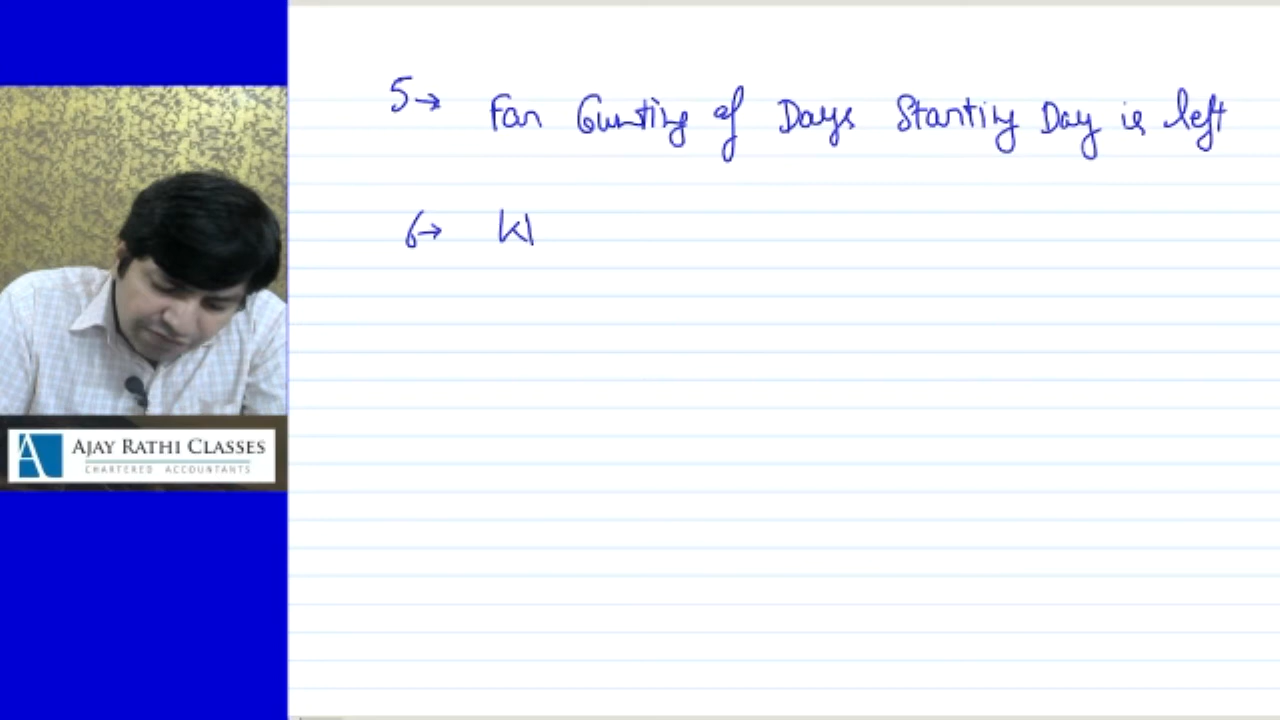 5→ For Counting of Days Starting Day is left
6→
AJAY RATHI CLASSES
CHARTERED ACCOUNTANTS